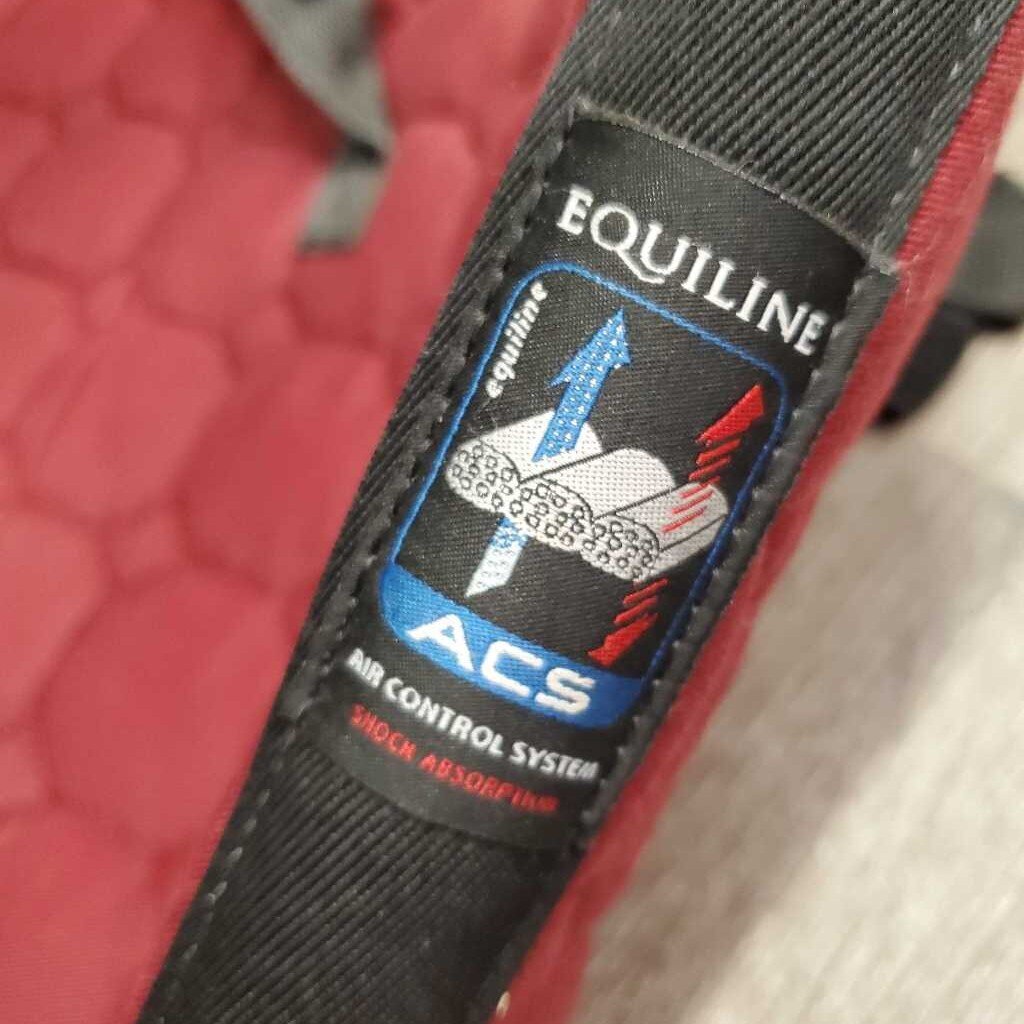 EQUILINE
equiline
ACS
AIR CONTROL SYSTEM
SHOCK ABSORPTION